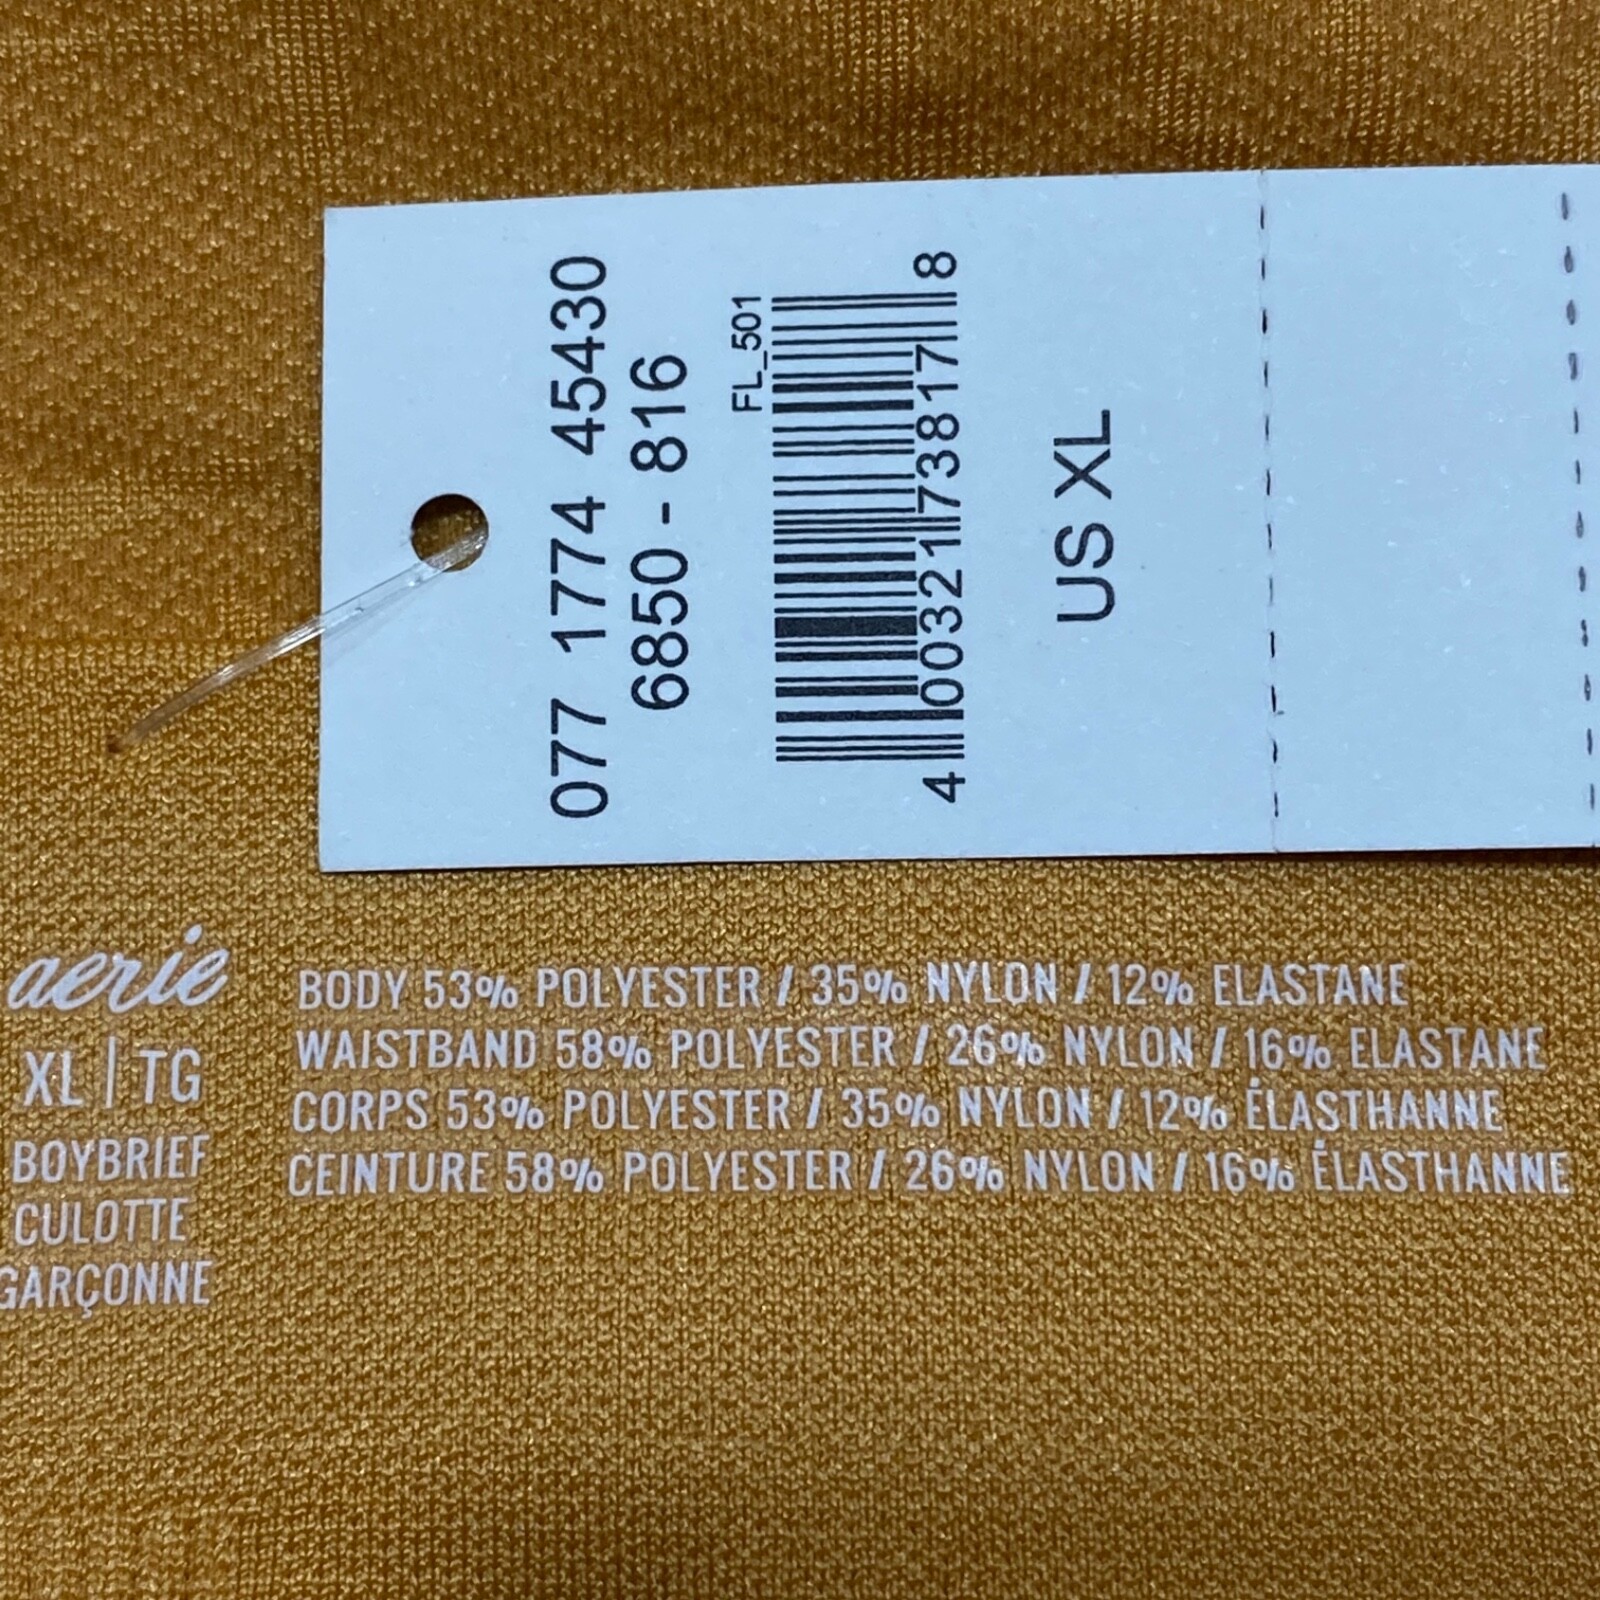 077 1774 45430
6850 - 816
FL_501
4 00321 73817 8
US XL
aerie
XL | TG
BOYBRIEF
CULOTTE
GARÇONNE
BODY 53% POLYESTER / 35% NYLON / 12% ELASTANE
WAISTBAND 58% POLYESTER / 26% NYLON / 16% ELASTANE
CORPS 53% POLYESTER / 35% NYLON / 12% ÉLASTHANNE
CEINTURE 58% POLYESTER / 26% NYLON / 16% ÉLASTHANNE